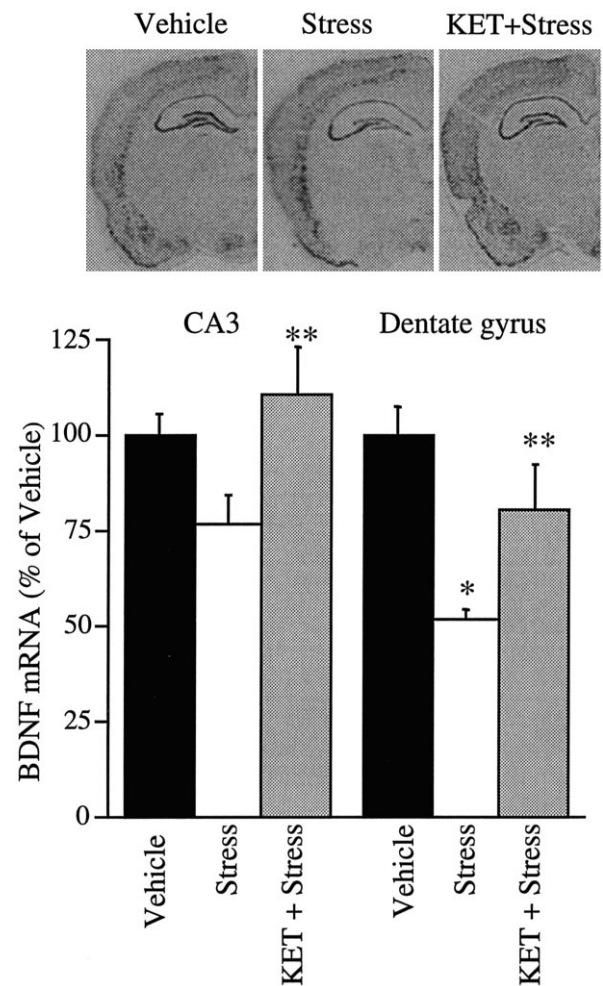 Vehicle Stress KET+Stress
CA3 Dentate gyrus
** **
*
BDNF mRNA (% of Vehicle)
125
100
75
50
25
0
Vehicle
Stress
KET + Stress
Vehicle
Stress
KET + Stress